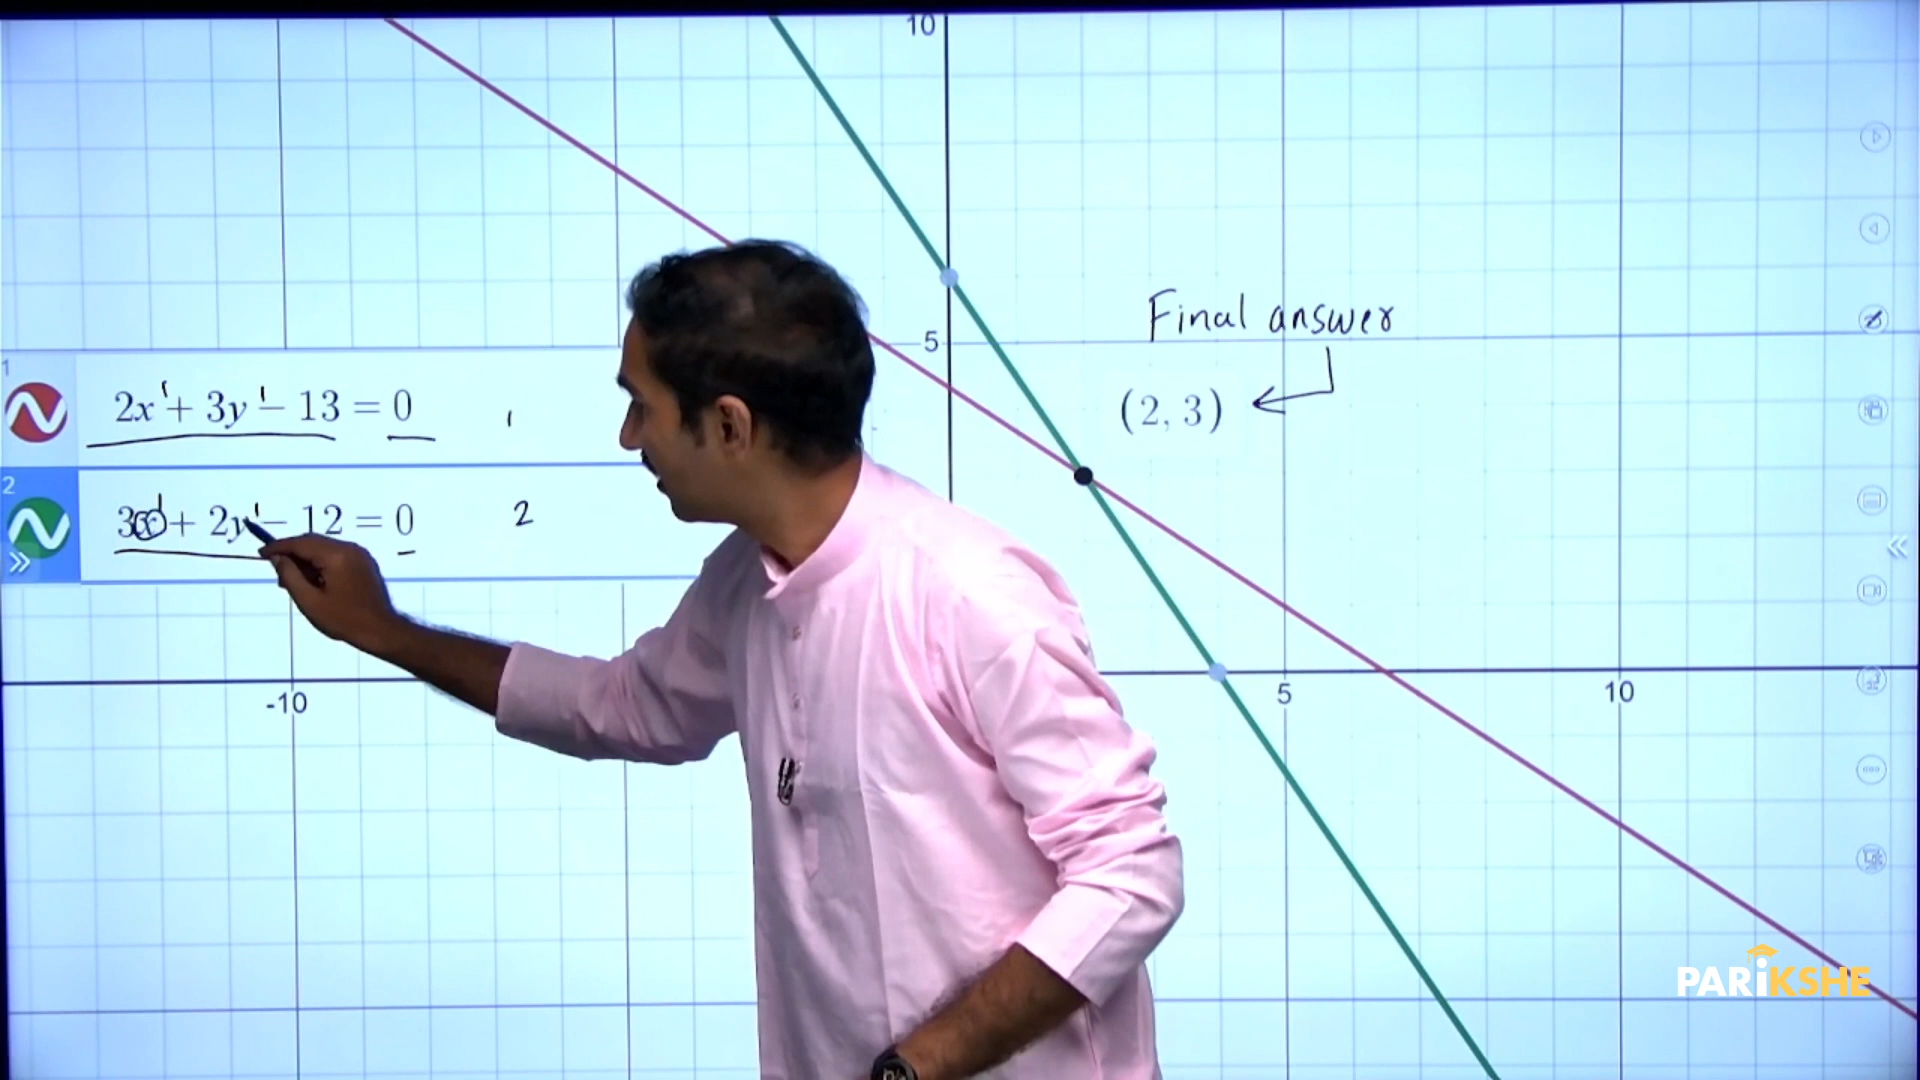 10
5
Final answer
(2, 3)
1
2x' + 3y' − 13 = 0
1
2
3x' + 2y' − 12 = 0
2
-10
5
10
PARiKSHE